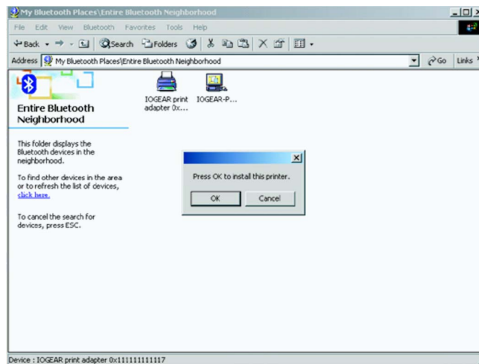 My Bluetooth Places\Entire Bluetooth Neighborhood
File Edit View Bluetooth Favorites Tools Help
Back Search Folders
Address My Bluetooth Places\Entire Bluetooth Neighborhood Go Links
IOGEAR print adapter 0x...
IOGEAR-P...
Entire Bluetooth
Neighborhood
This folder displays the
Bluetooth devices in the
neighborhood.
To find other devices in the area
or to refresh the list of devices,
click here.
To cancel the search for
devices, press ESC.
Press OK to install this printer.
OK Cancel
Device : IOGEAR print adapter 0x111111111117